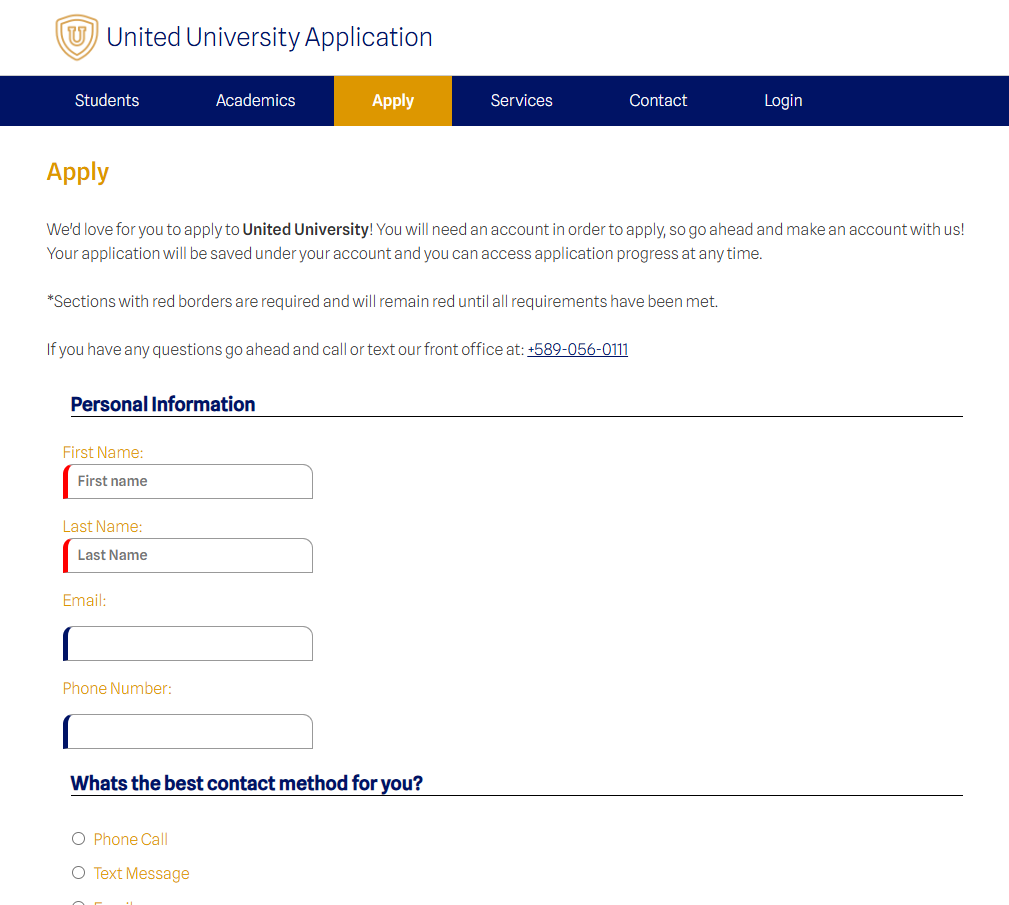 United University Application
Students Academics Apply Services Contact Login
Apply
We'd love for you to apply to United University! You will need an account in order to apply, so go ahead and make an account with us!
Your application will be saved under your account and you can access application progress at any time.
*Sections with red borders are required and will remain red until all requirements have been met.
If you have any questions go ahead and call or text our front office at: +589-056-0111
Personal Information
First Name:
First name
Last Name:
Last Name
Email:
Phone Number:
Whats the best contact method for you?
Phone Call
Text Message